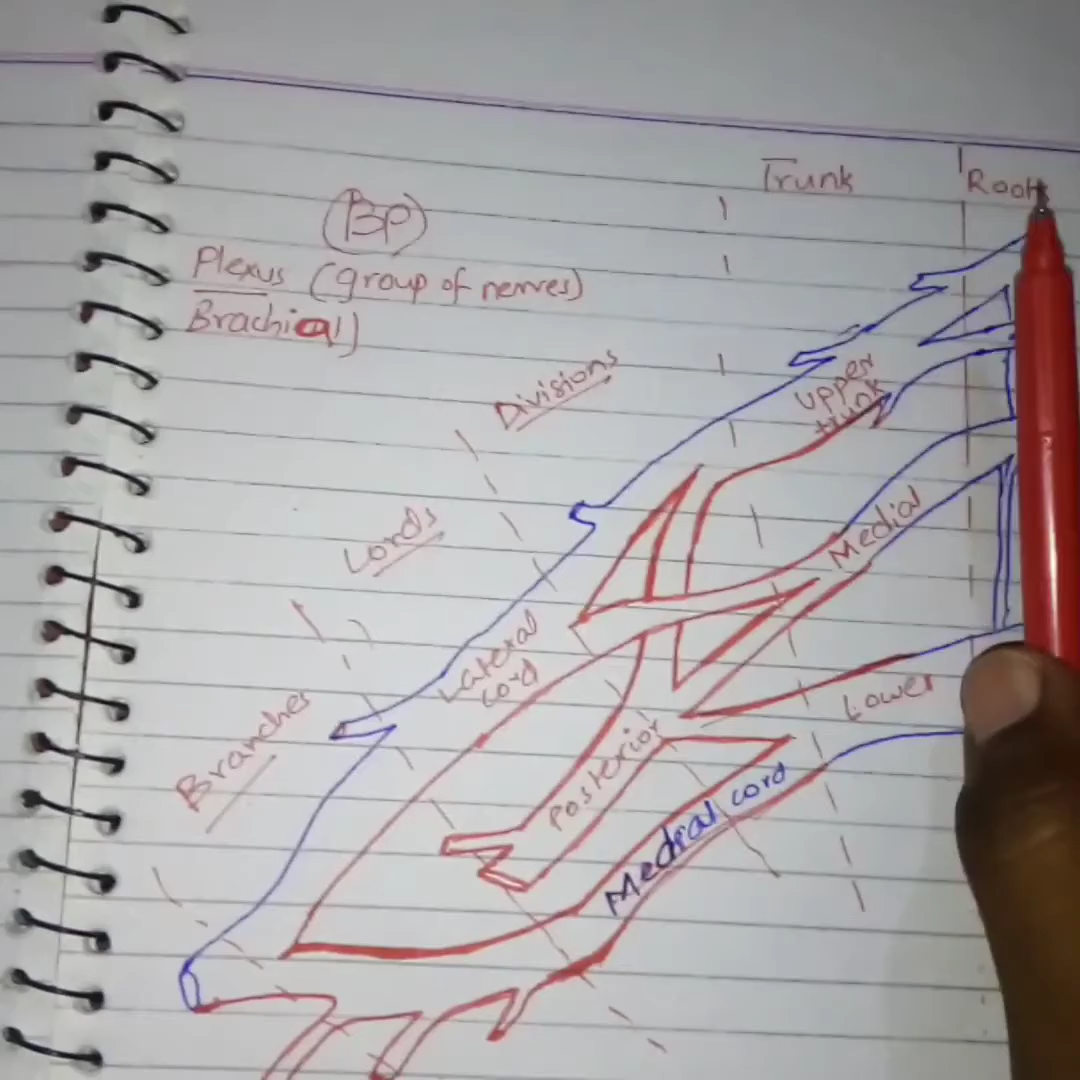 Trunk
Roots
BP
Plexus (group of nerves)
Brachial)
Divisions
Upper
trunk
Lords
Medial
Lateral
cord
Lower
Branches
Posterior
Medial cord